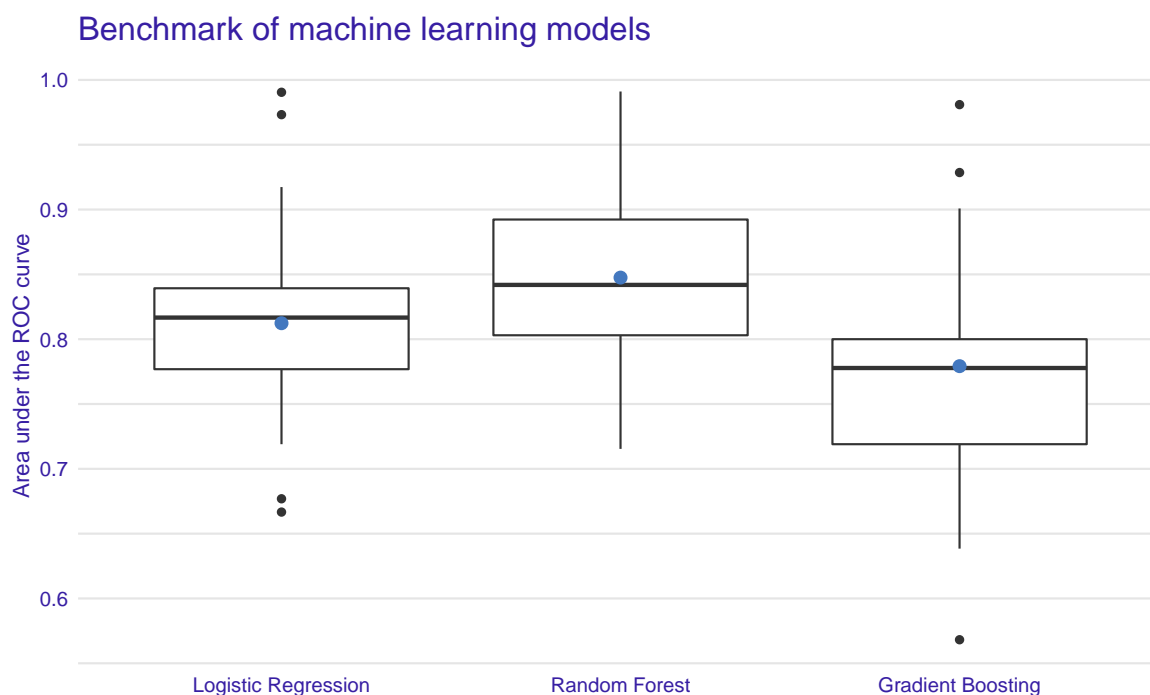 Benchmark of machine learning models
Area under the ROC curve
1.0
0.9
0.8
0.7
0.6
Logistic Regression
Random Forest
Gradient Boosting